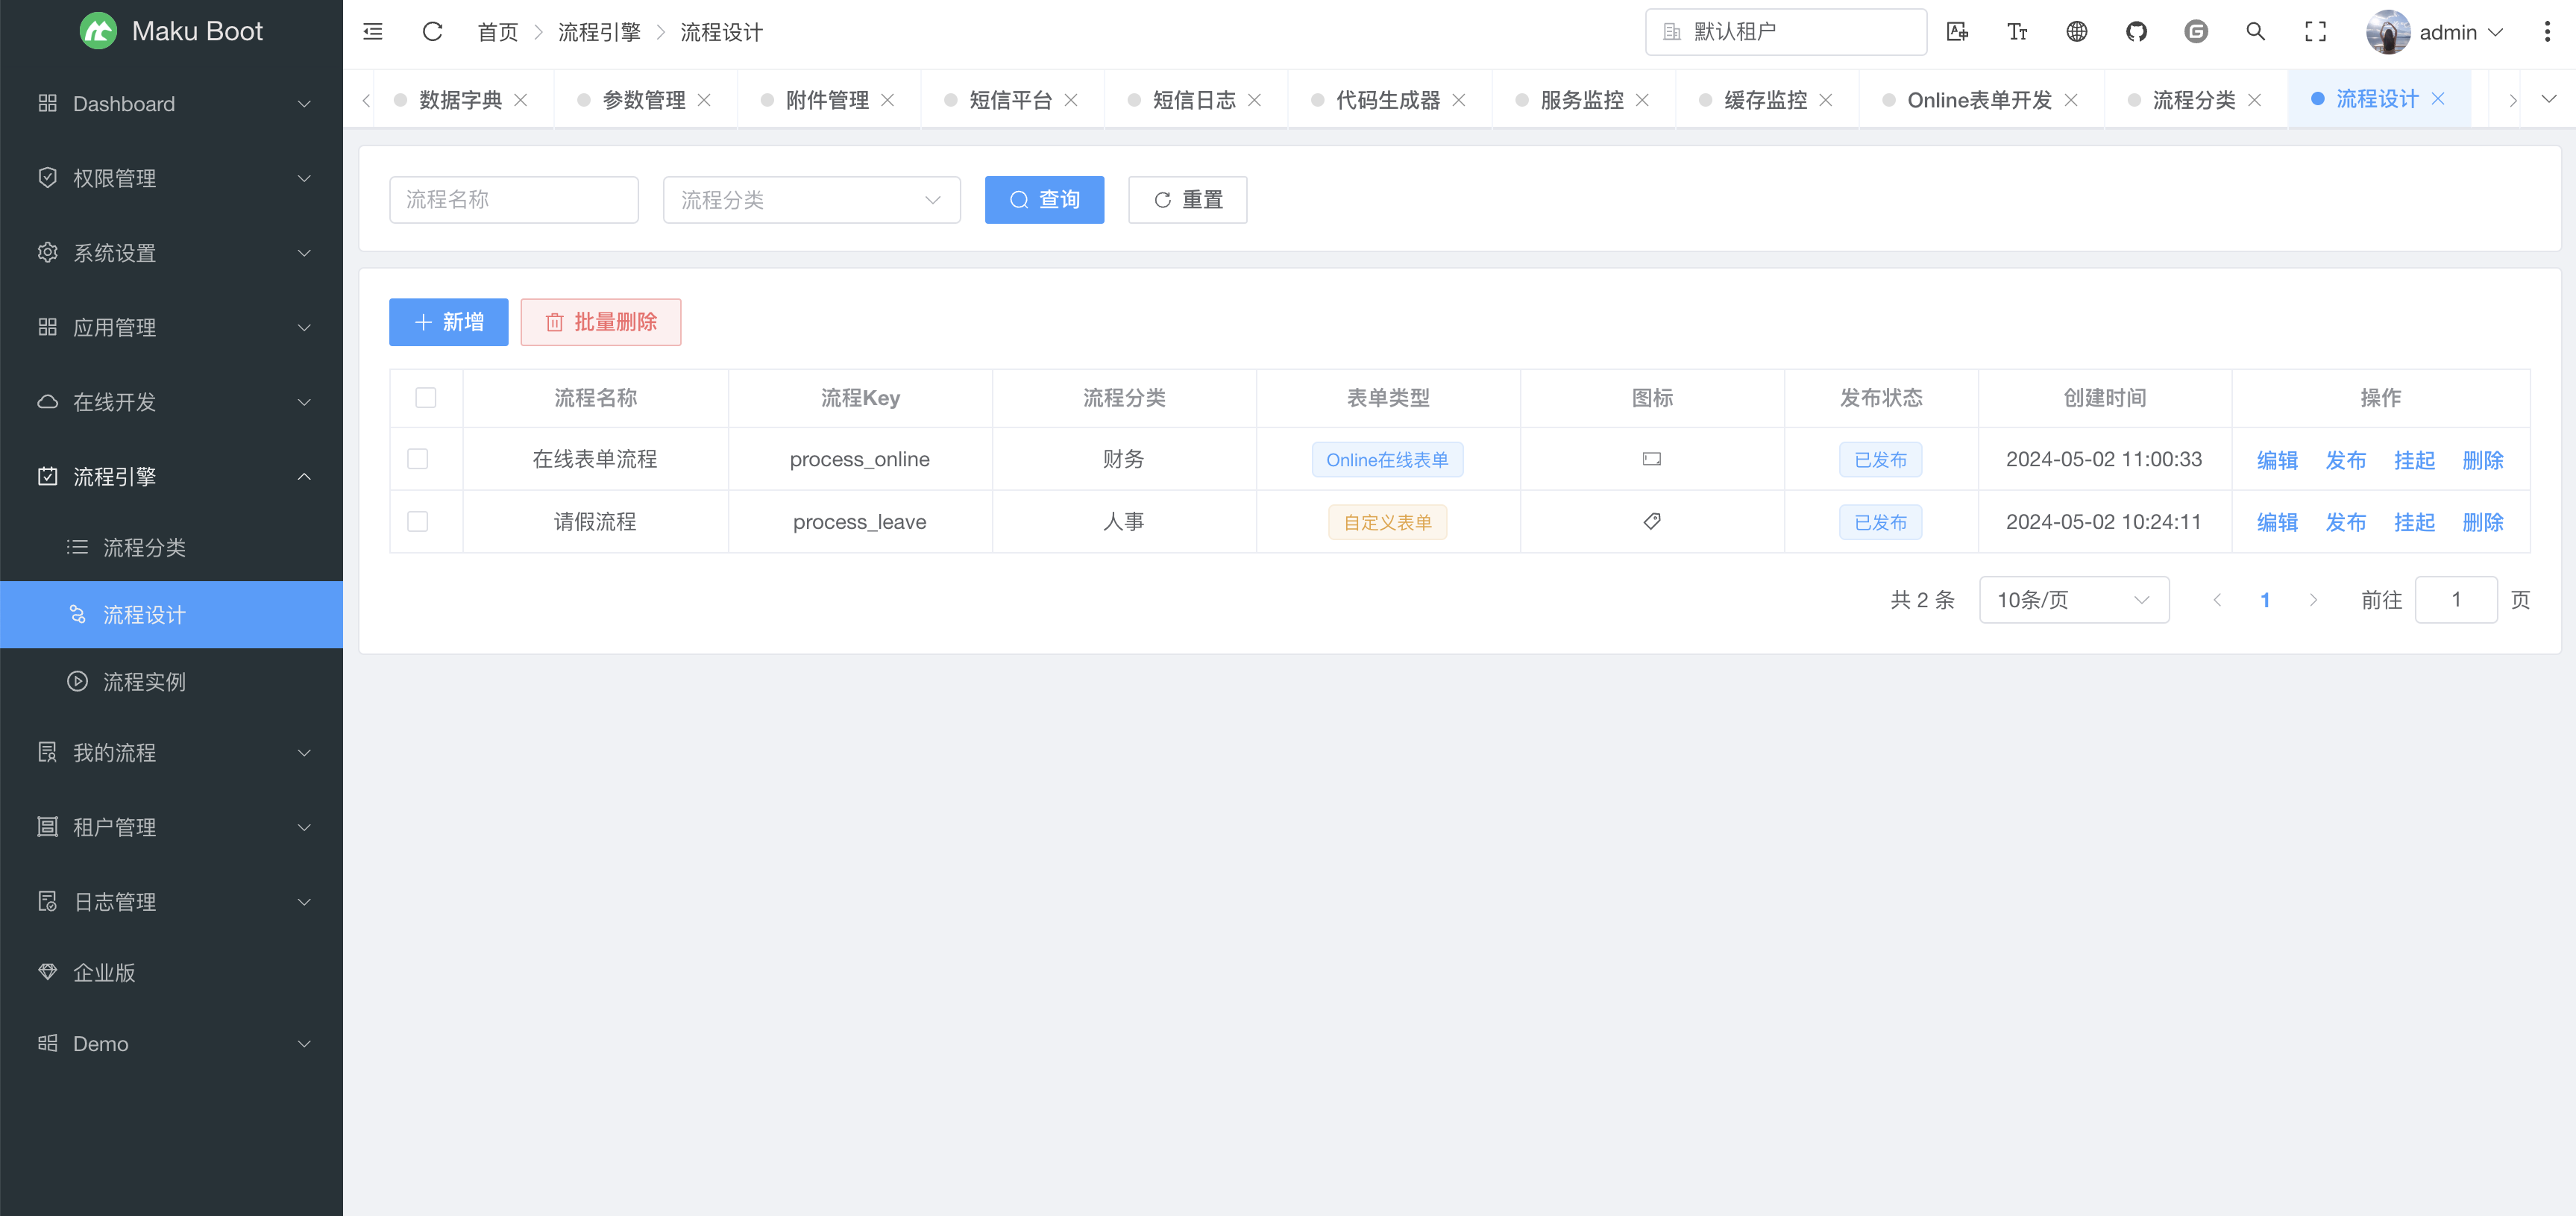 Maku Boot
首页 流程引擎 流程设计
默认租户
admin
数据字典 参数管理 附件管理 短信平台 短信日志 代码生成器 服务监控 缓存监控 Online表单开发 流程分类 流程设计
Dashboard
权限管理
系统设置
应用管理
在线开发
流程引擎
流程分类
流程设计
流程实例
我的流程
租户管理
日志管理
企业版
Demo
流程名称 流程分类 查询 重置
新增 批量删除
流程名称 流程Key 流程分类 表单类型 图标 发布状态 创建时间 操作
在线表单流程 process_online 财务 Online在线表单 已发布 2024-05-02 11:00:33 编辑 发布 挂起 删除
请假流程 process_leave 人事 自定义表单 已发布 2024-05-02 10:24:11 编辑 发布 挂起 删除
共 2 条 10条/页 1 前往 1 页